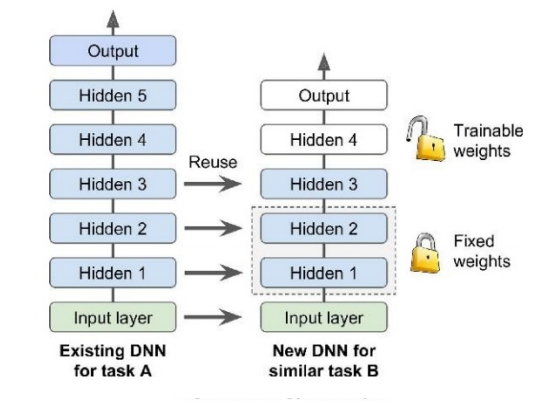 Output
Hidden 5
Hidden 4
Hidden 3
Hidden 2
Hidden 1
Input layer
Existing DNN
for task A
Reuse
Output
Hidden 4
Hidden 3
Hidden 2
Hidden 1
Input layer
New DNN for
similar task B
Trainable
weights
Fixed
weights